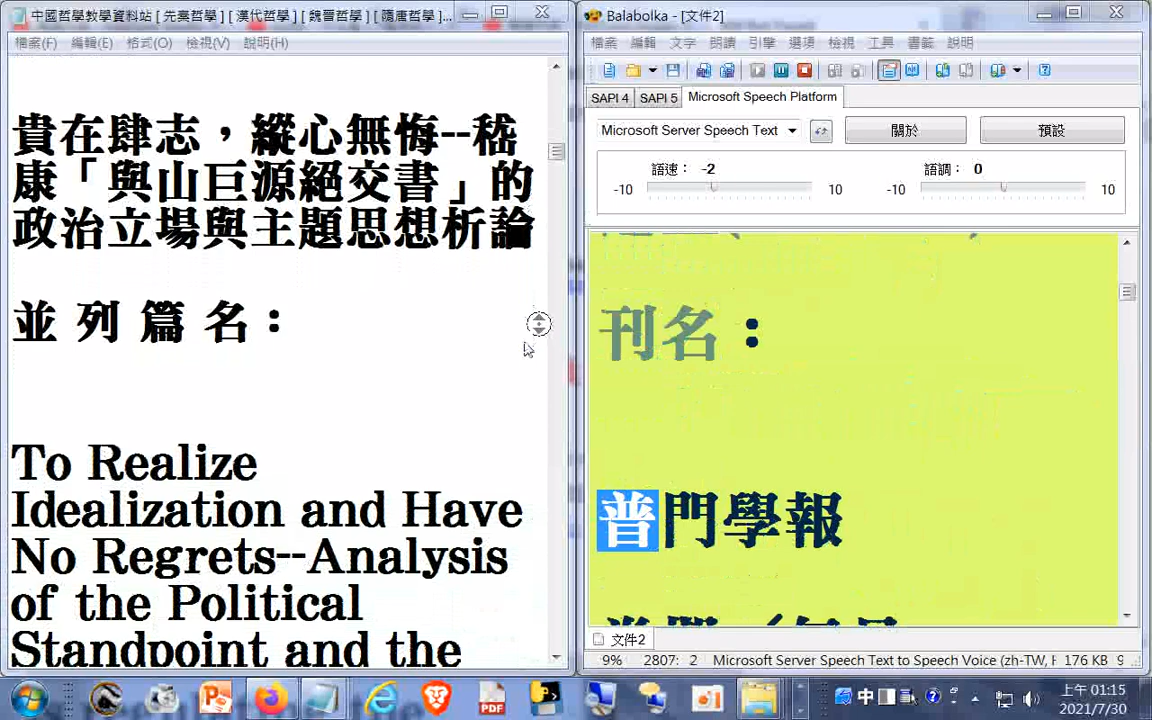 中國哲學教學資料站 [ 先秦哲學 ] [ 漢代哲學 ] [ 魏晉哲學 ] [ 隋唐哲學 ]...
檔案(F) 編輯(E) 格式(O) 檢視(V) 說明(H)
貴在肆志，縱心無悔--嵇
康「與山巨源絕交書」的
政治立場與主題思想析論
並 列 篇 名：
To Realize
Idealization and Have
No Regrets--Analysis
of the Political
Standpoint and the
Balabolka - [文件2]
檔案 編輯 文字 朗讀 引擎 選項 檢視 工具 書籤 說明
SAPI 4 SAPI 5 Microsoft Speech Platform
Microsoft Server Speech Text 關於 預設
語速： -2 語調： 0
-10 10 -10 10
刊名：
普門學報
文件2
9% 2807: 2 Microsoft Server Speech Text to Speech Voice (zh-TW, 176 KB 9
中 上午 01:15
2021/7/30